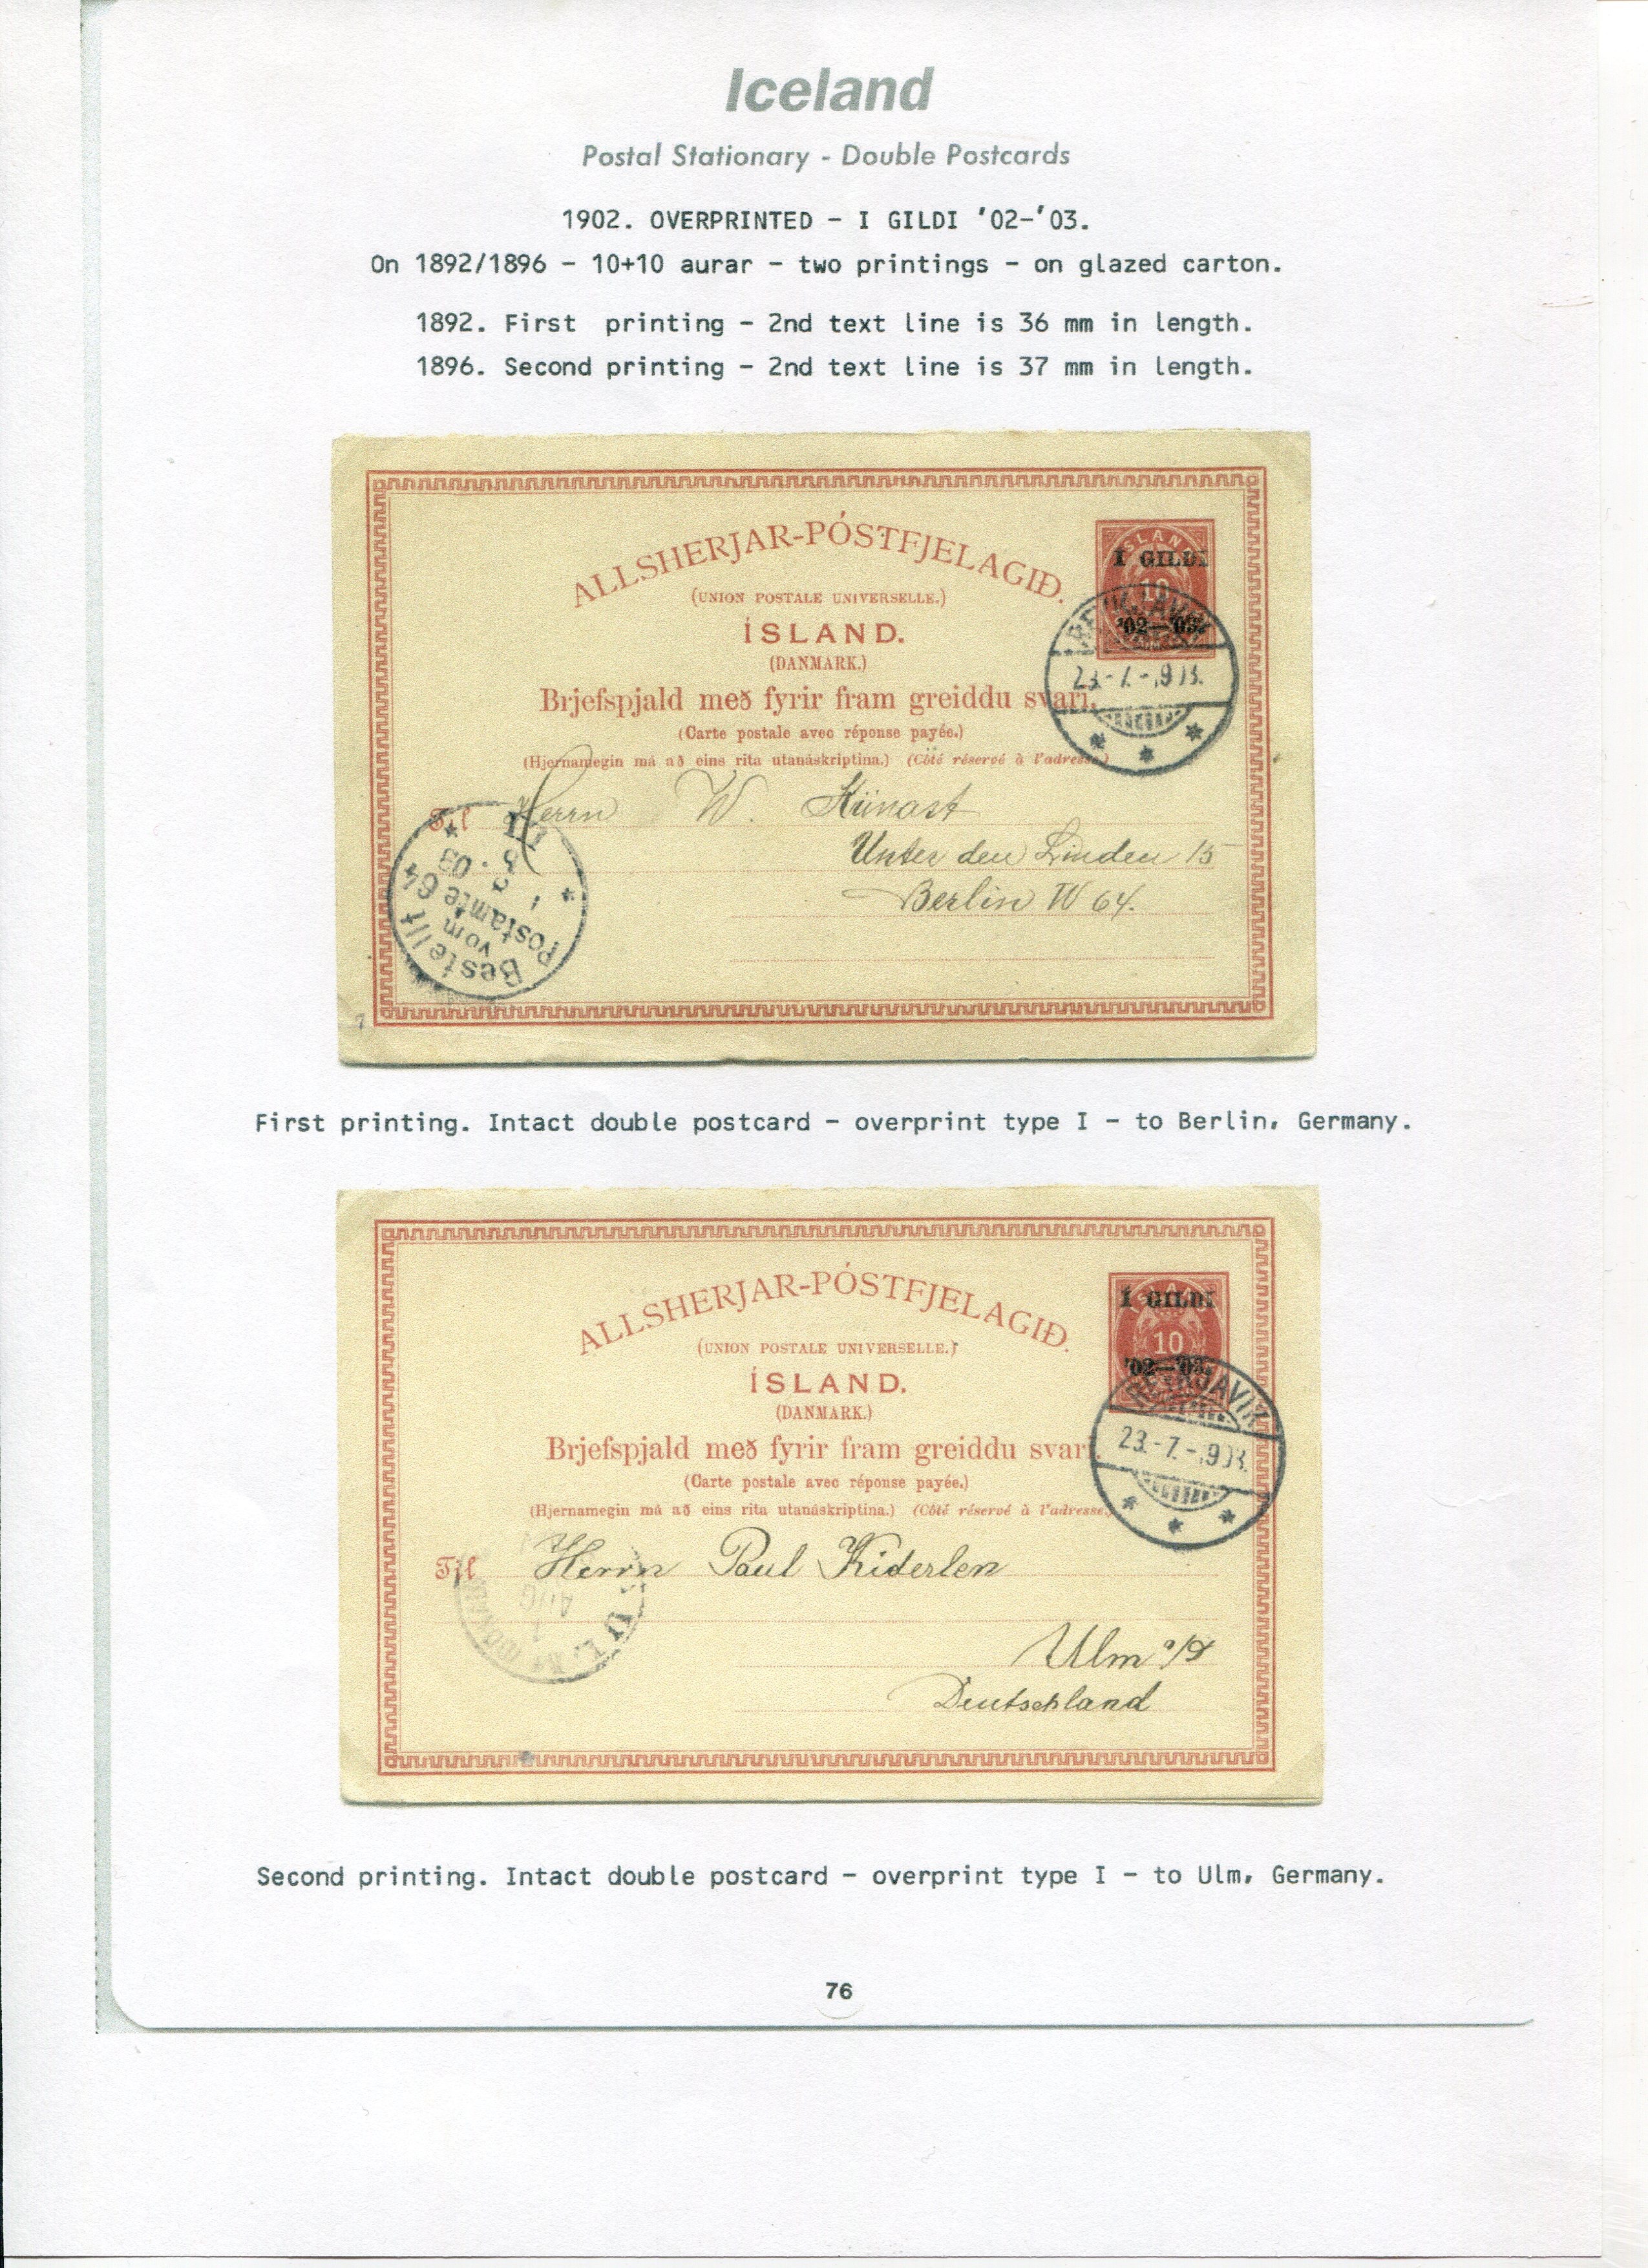 Iceland
Postal Stationary - Double Postcards
1902. OVERPRINTED - I GILDI '02-'03.
On 1892/1896 - 10+10 aurar - two printings - on glazed carton.
1892. First  printing - 2nd text line is 36 mm in length.
1896. Second printing - 2nd text line is 37 mm in length.
ALLSHERJAR-PÓSTFJELAGIÐ.
(UNION POSTALE UNIVERSELLE.)
ÍSLAND.
(DANMARK.)
Brjefspjald með fyrir fram greiddu svari.
(Carte postale avec réponse payée.)
(Hjernamegin má að eins rita utanáskriptina.) (Côté réservé à l'adresse.)
ÍSLAND
I GILDI
10
'02—'03.
REYKJAVIK
23.-7.-903.
Til Herrn W. Künast
Unter den Linden 15
Berlin W 64.
Bestellt
vom
Postamte 64
First printing. Intact double postcard - overprint type I - to Berlin, Germany.
ALLSHERJAR-PÓSTFJELAGIÐ.
(UNION POSTALE UNIVERSELLE.)
ÍSLAND.
(DANMARK.)
Brjefspjald með fyrir fram greiddu svari.
(Carte postale avec réponse payée.)
(Hjernamegin má að eins rita utanáskriptina.) (Côté réservé à l'adresse.)
I GILDI
10
'02—'03.
REYKJAVIK
23.-7.-903.
Til Herrn Paul Kiderlen
Ulm a/D
Deutschland
ULM
AUG
Second printing. Intact double postcard - overprint type I - to Ulm, Germany.
76